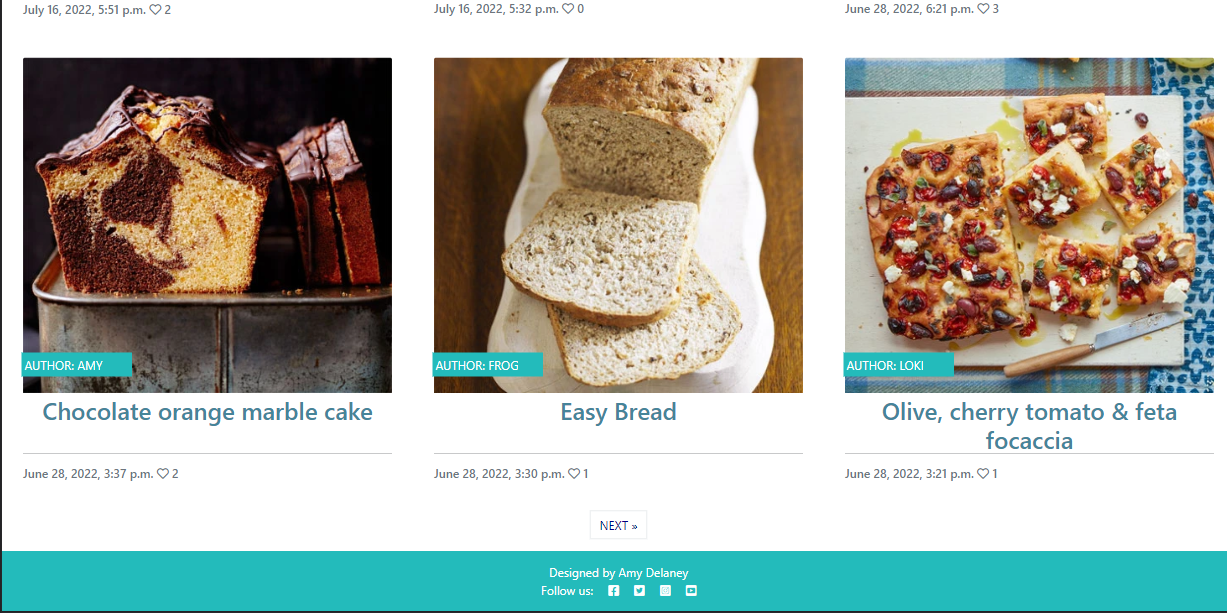 July 16, 2022, 5:51 p.m. 2
July 16, 2022, 5:32 p.m. 0
June 28, 2022, 6:21 p.m. 3
AUTHOR: AMY
AUTHOR: FROG
AUTHOR: LOKI
Chocolate orange marble cake
Easy Bread
Olive, cherry tomato & feta
focaccia
June 28, 2022, 3:37 p.m. 2
June 28, 2022, 3:30 p.m. 1
June 28, 2022, 3:21 p.m. 1
NEXT »
Designed by Amy Delaney
Follow us: